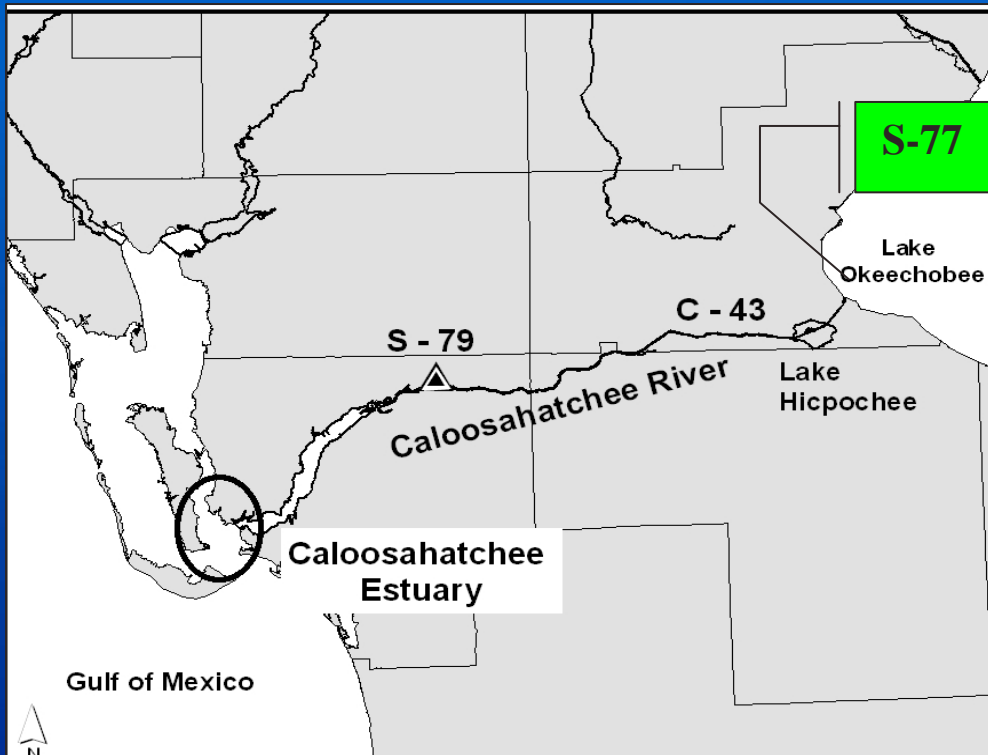 S-77
Lake
Okeechobee
C - 43
S - 79
Lake
Hicpochee
Caloosahatchee River
Caloosahatchee
Estuary
Gulf of Mexico
N